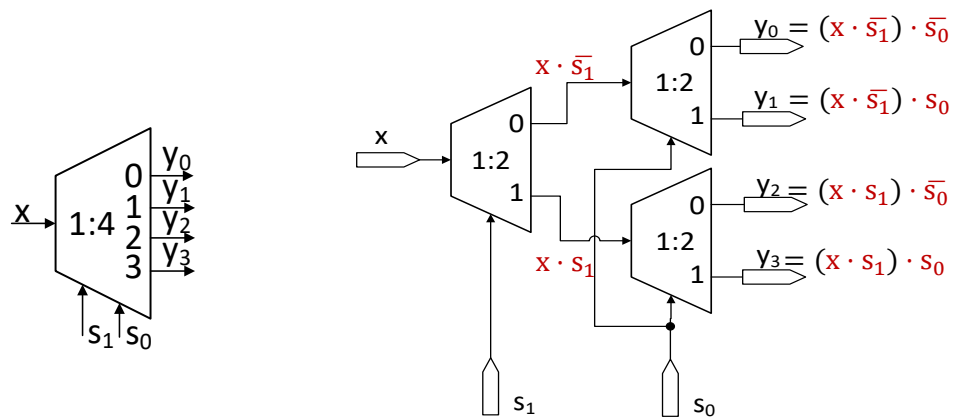 x
1:4
0
1
2
3
y₀
y₁
y₂
y₃
s₁
s₀
x
1:2
0
1
x · s̅₁
x · s₁
1:2
0
1
y₀ = (x · s̅₁) · s̅₀
y₁ = (x · s̅₁) · s₀
1:2
0
1
y₂ = (x · s₁) · s̅₀
y₃ = (x · s₁) · s₀
s₁
s₀